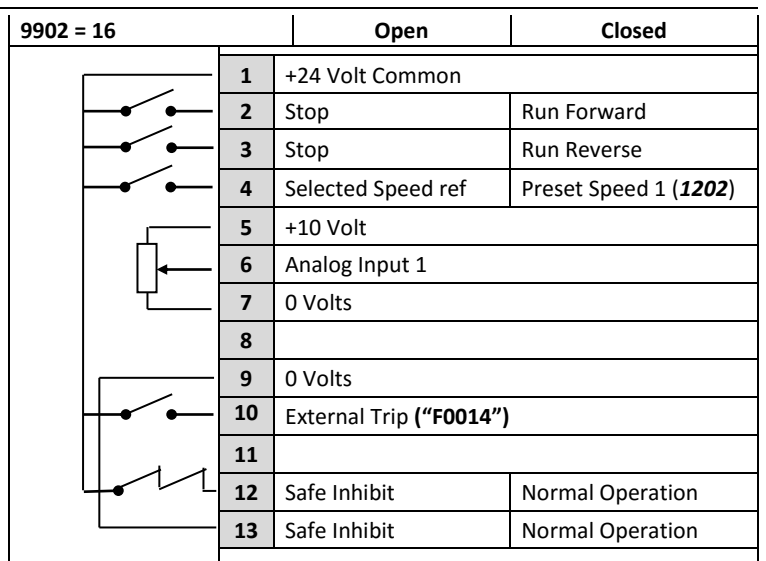 9902 = 16 Open Closed
1 +24 Volt Common
2 Stop Run Forward
3 Stop Run Reverse
4 Selected Speed ref Preset Speed 1 (1202)
5 +10 Volt
6 Analog Input 1
7 0 Volts
8
9 0 Volts
10 External Trip (“F0014”)
11
12 Safe Inhibit Normal Operation
13 Safe Inhibit Normal Operation